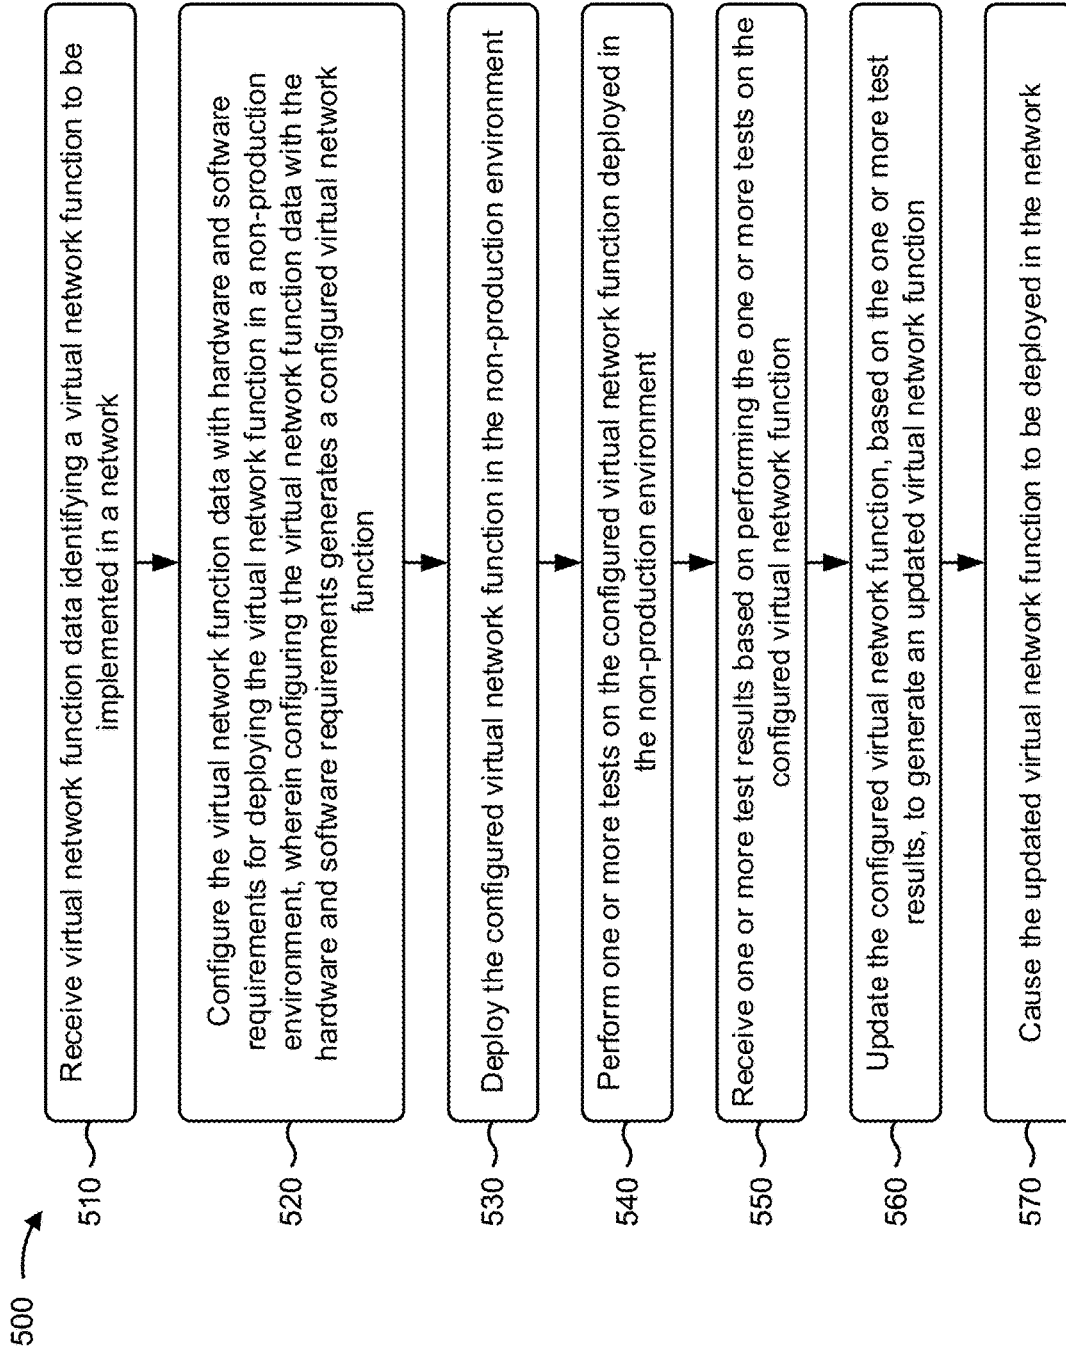 500
510
Receive virtual network function data identifying a virtual network function to be
implemented in a network
520
Configure the virtual network function data with hardware and software
requirements for deploying the virtual network function in a non-production
environment, wherein configuring the virtual network function data with the
hardware and software requirements generates a configured virtual network
function
530
Deploy the configured virtual network function in the non-production environment
540
Perform one or more tests on the configured virtual network function deployed in
the non-production environment
550
Receive one or more test results based on performing the one or more tests on the
configured virtual network function
560
Update the configured virtual network function, based on the one or more test
results, to generate an updated virtual network function
570
Cause the updated virtual network function to be deployed in the network